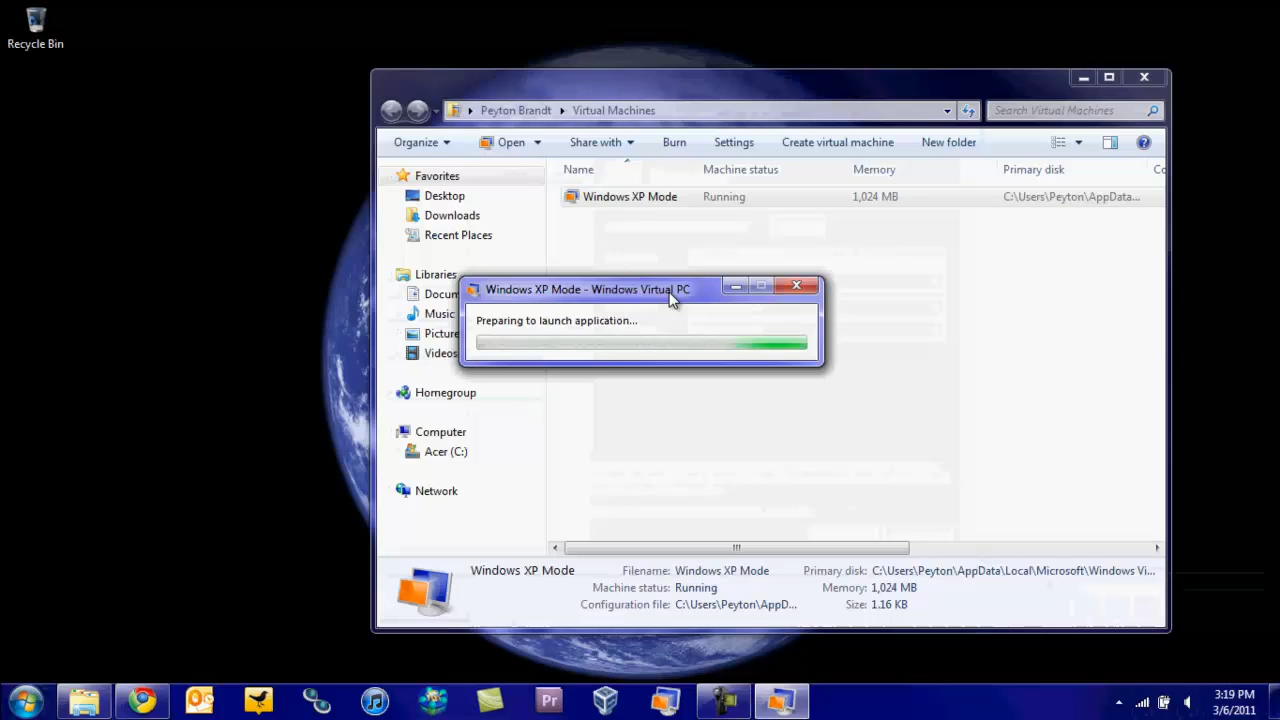 Recycle Bin
Peyton Brandt Virtual Machines
Search Virtual Machines
Organize Open Share with Burn Settings Create virtual machine New folder
Name Machine status Memory Primary disk Co
Windows XP Mode Running 1,024 MB C:\Users\Peyton\AppData...
Favorites
Desktop
Downloads
Recent Places
Libraries
Docum
Music
Picture
Videos
Homegroup
Computer
Acer (C:)
Network
Windows XP Mode - Windows Virtual PC
Preparing to launch application...
Windows XP Mode
Filename: Windows XP Mode
Machine status: Running
Configuration file: C:\Users\Peyton\AppD...
Primary disk: C:\Users\Peyton\AppData\Local\Microsoft\Windows Vi...
Memory: 1,024 MB
Size: 1.16 KB
Pr
3:19 PM
3/6/2011